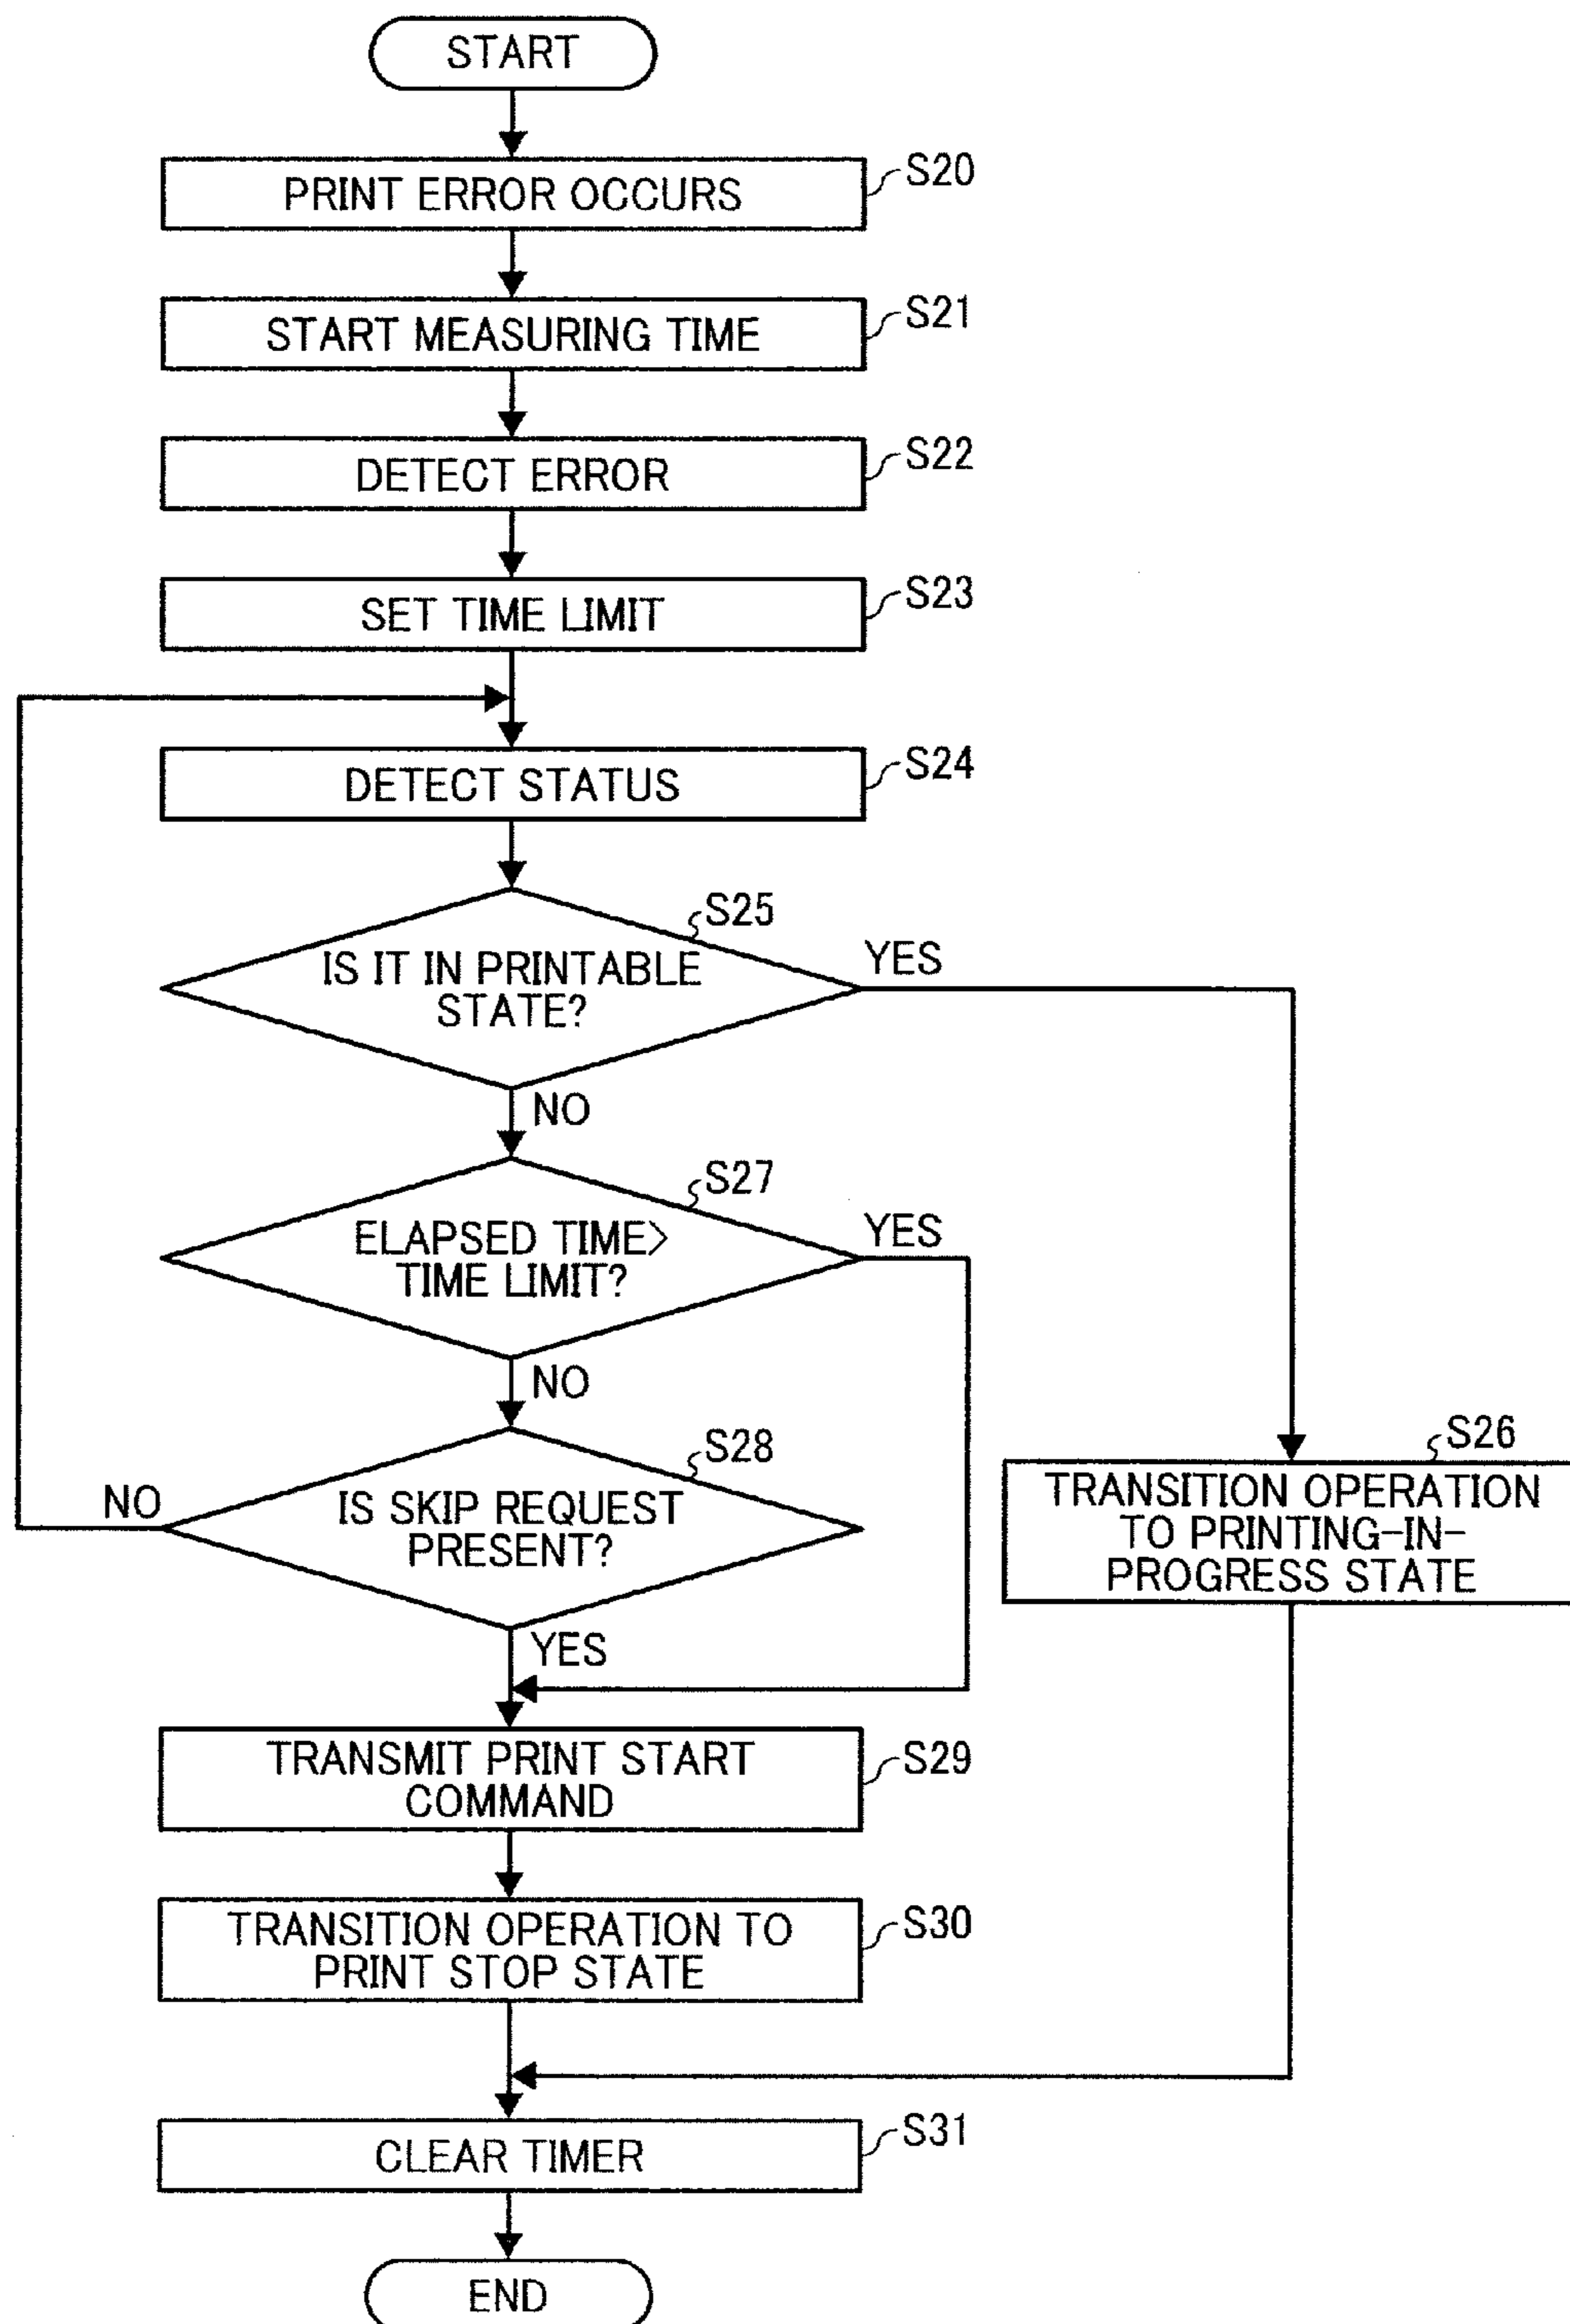 START
PRINT ERROR OCCURS
S20
START MEASURING TIME
S21
DETECT ERROR
S22
SET TIME LIMIT
S23
DETECT STATUS
S24
S25
IS IT IN PRINTABLE
STATE?
YES
NO
S27
ELAPSED TIME>
TIME LIMIT?
YES
NO
S28
IS SKIP REQUEST
PRESENT?
NO
YES
S26
TRANSITION OPERATION
TO PRINTING-IN-
PROGRESS STATE
TRANSMIT PRINT START
COMMAND
S29
TRANSITION OPERATION TO
PRINT STOP STATE
S30
CLEAR TIMER
S31
END